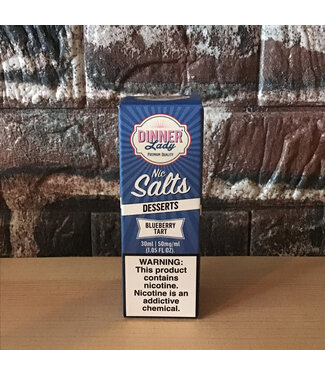 DINNER
Lady
PREMIUM QUALITY
Nic
Salts
DESSERTS
BLUEBERRY
TART
30ml | 50mg/ml
(1.05 FL OZ).
WARNING:
This product
contains
nicotine.
Nicotine is an
addictive
chemical.